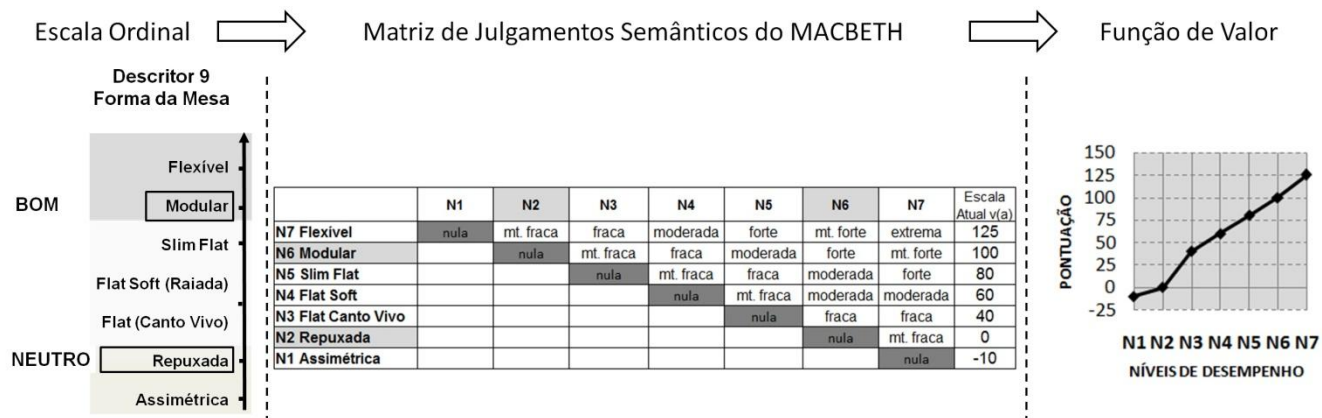 Escala Ordinal
Matriz de Julgamentos Semânticos do MACBETH
Função de Valor
Descritor 9
Forma da Mesa
Flexível
BOM
Modular
Slim Flat
Flat Soft (Raiada)
Flat (Canto Vivo)
NEUTRO
Repuxada
Assimétrica
N1 N2 N3 N4 N5 N6 N7 Escala Atual v(a)
N7 Flexível nula mt. fraca fraca moderada forte mt. forte extrema 125
N6 Modular nula mt. fraca fraca moderada forte mt. forte 100
N5 Slim Flat nula mt. fraca fraca moderada forte 80
N4 Flat Soft nula mt. fraca moderada moderada 60
N3 Flat Canto Vivo nula fraca fraca 40
N2 Repuxada nula mt. fraca 0
N1 Assimétrica nula -10
PONTUAÇÃO
150
125
100
75
50
25
0
-25
N1 N2 N3 N4 N5 N6 N7
NÍVEIS DE DESEMPENHO